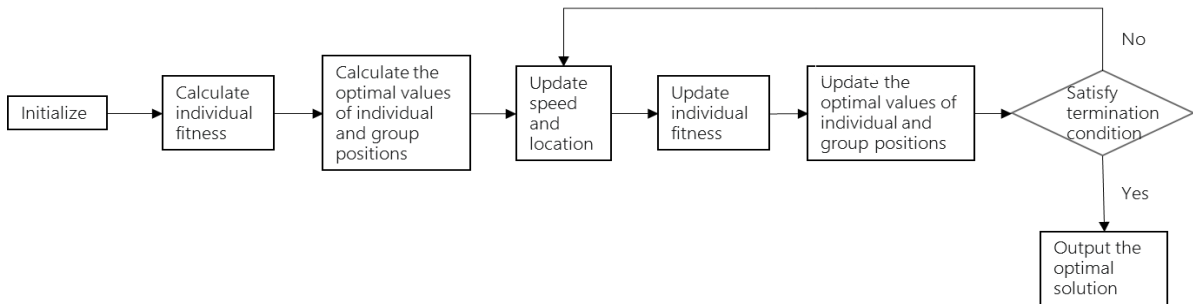 Initialize
Calculate
individual
fitness
Calculate the
optimal values
of individual
and group
positions
Update
speed
and
location
Update
individual
fitness
Update the
optimal values of
individual and
group positions
Satisfy
termination
condition
No
Yes
Output the
optimal
solution